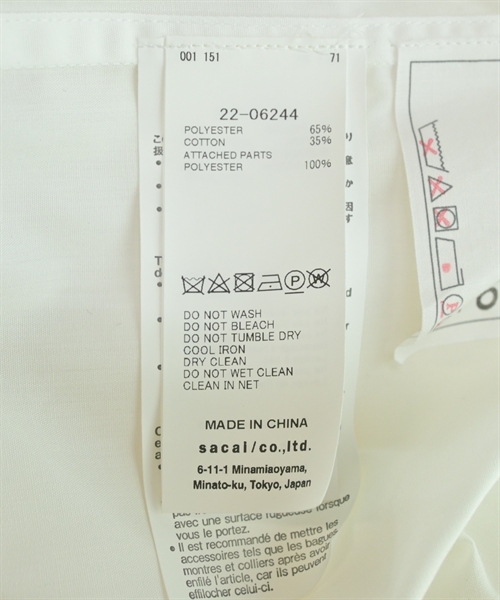 001 151 71
22-06244
POLYESTER 65%
COTTON 35%
ATTACHED PARTS
POLYESTER 100%
DO NOT WASH
DO NOT BLEACH
DO NOT TUMBLE DRY
COOL IRON
DRY CLEAN
DO NOT WET CLEAN
CLEAN IN NET
MADE IN CHINA
sacai/co.,ltd.
6-11-1 Minamiaoyama,
Minato-ku, Tokyo, Japan
avec une surface rugueuse lorsque
vous le portez.
• Il est recommandé de mettre les
accessoires tels que les bagues,
montres et colliers après avoir
enfilé l'article, car ils peuvent
effilocher celui-ci.